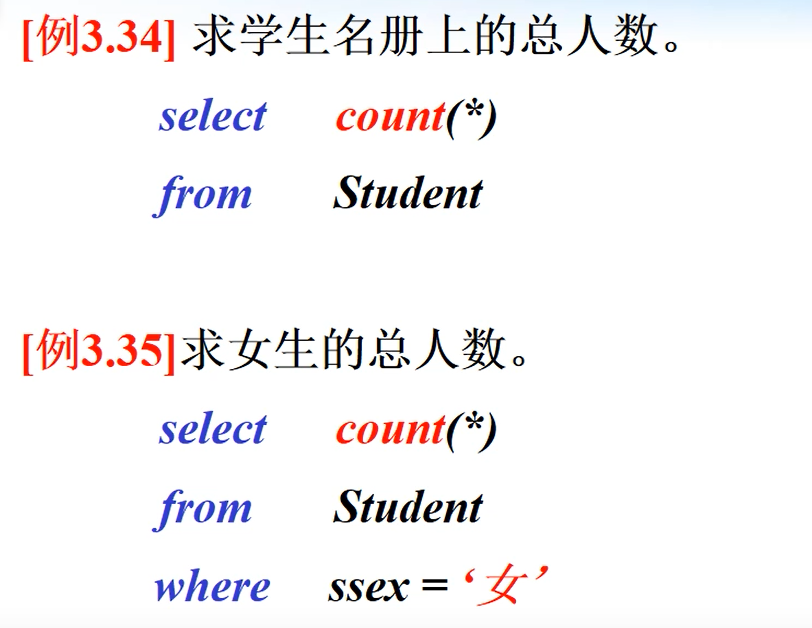 [例3.34] 求学生名册上的总人数。
select count(*)
from Student
[例3.35]求女生的总人数。
select count(*)
from Student
where ssex = ‘女’